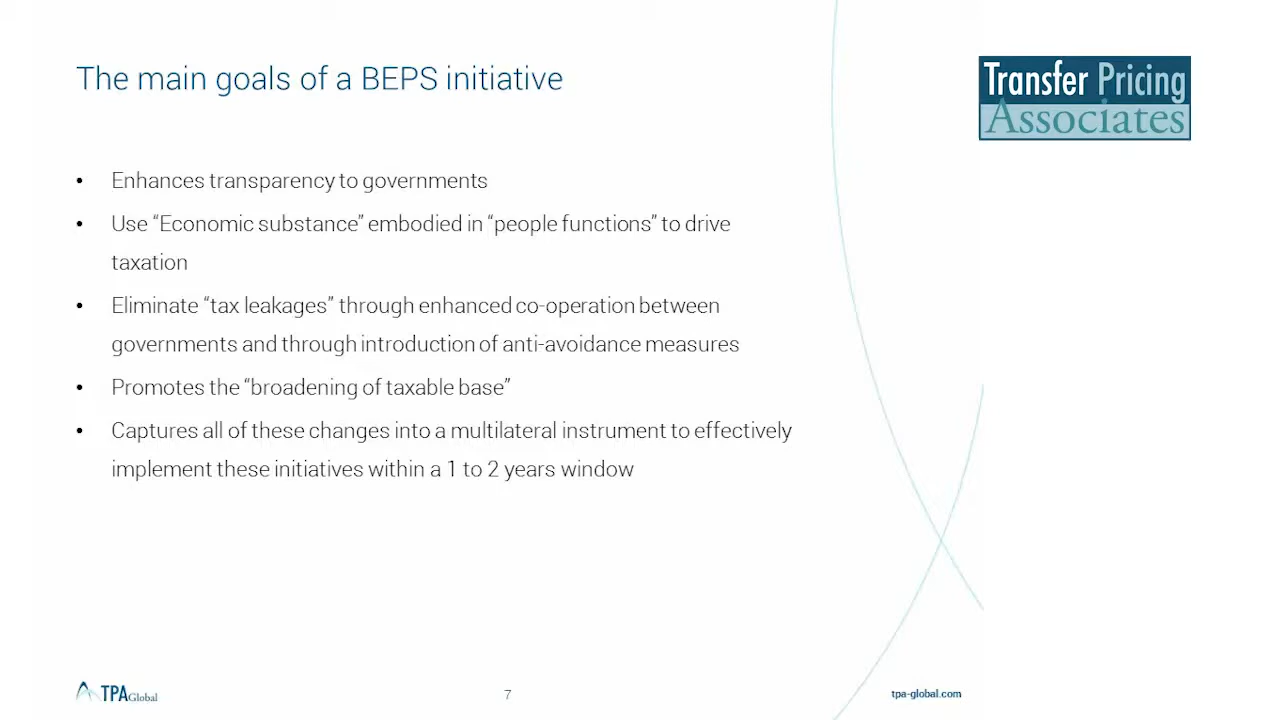 The main goals of a BEPS initiative
Transfer Pricing
Associates
• Enhances transparency to governments
• Use “Economic substance” embodied in “people functions” to drive
taxation
• Eliminate “tax leakages” through enhanced co-operation between
governments and through introduction of anti-avoidance measures
• Promotes the “broadening of taxable base”
• Captures all of these changes into a multilateral instrument to effectively
implement these initiatives within a 1 to 2 years window
TPA Global
7
tpa-global.com